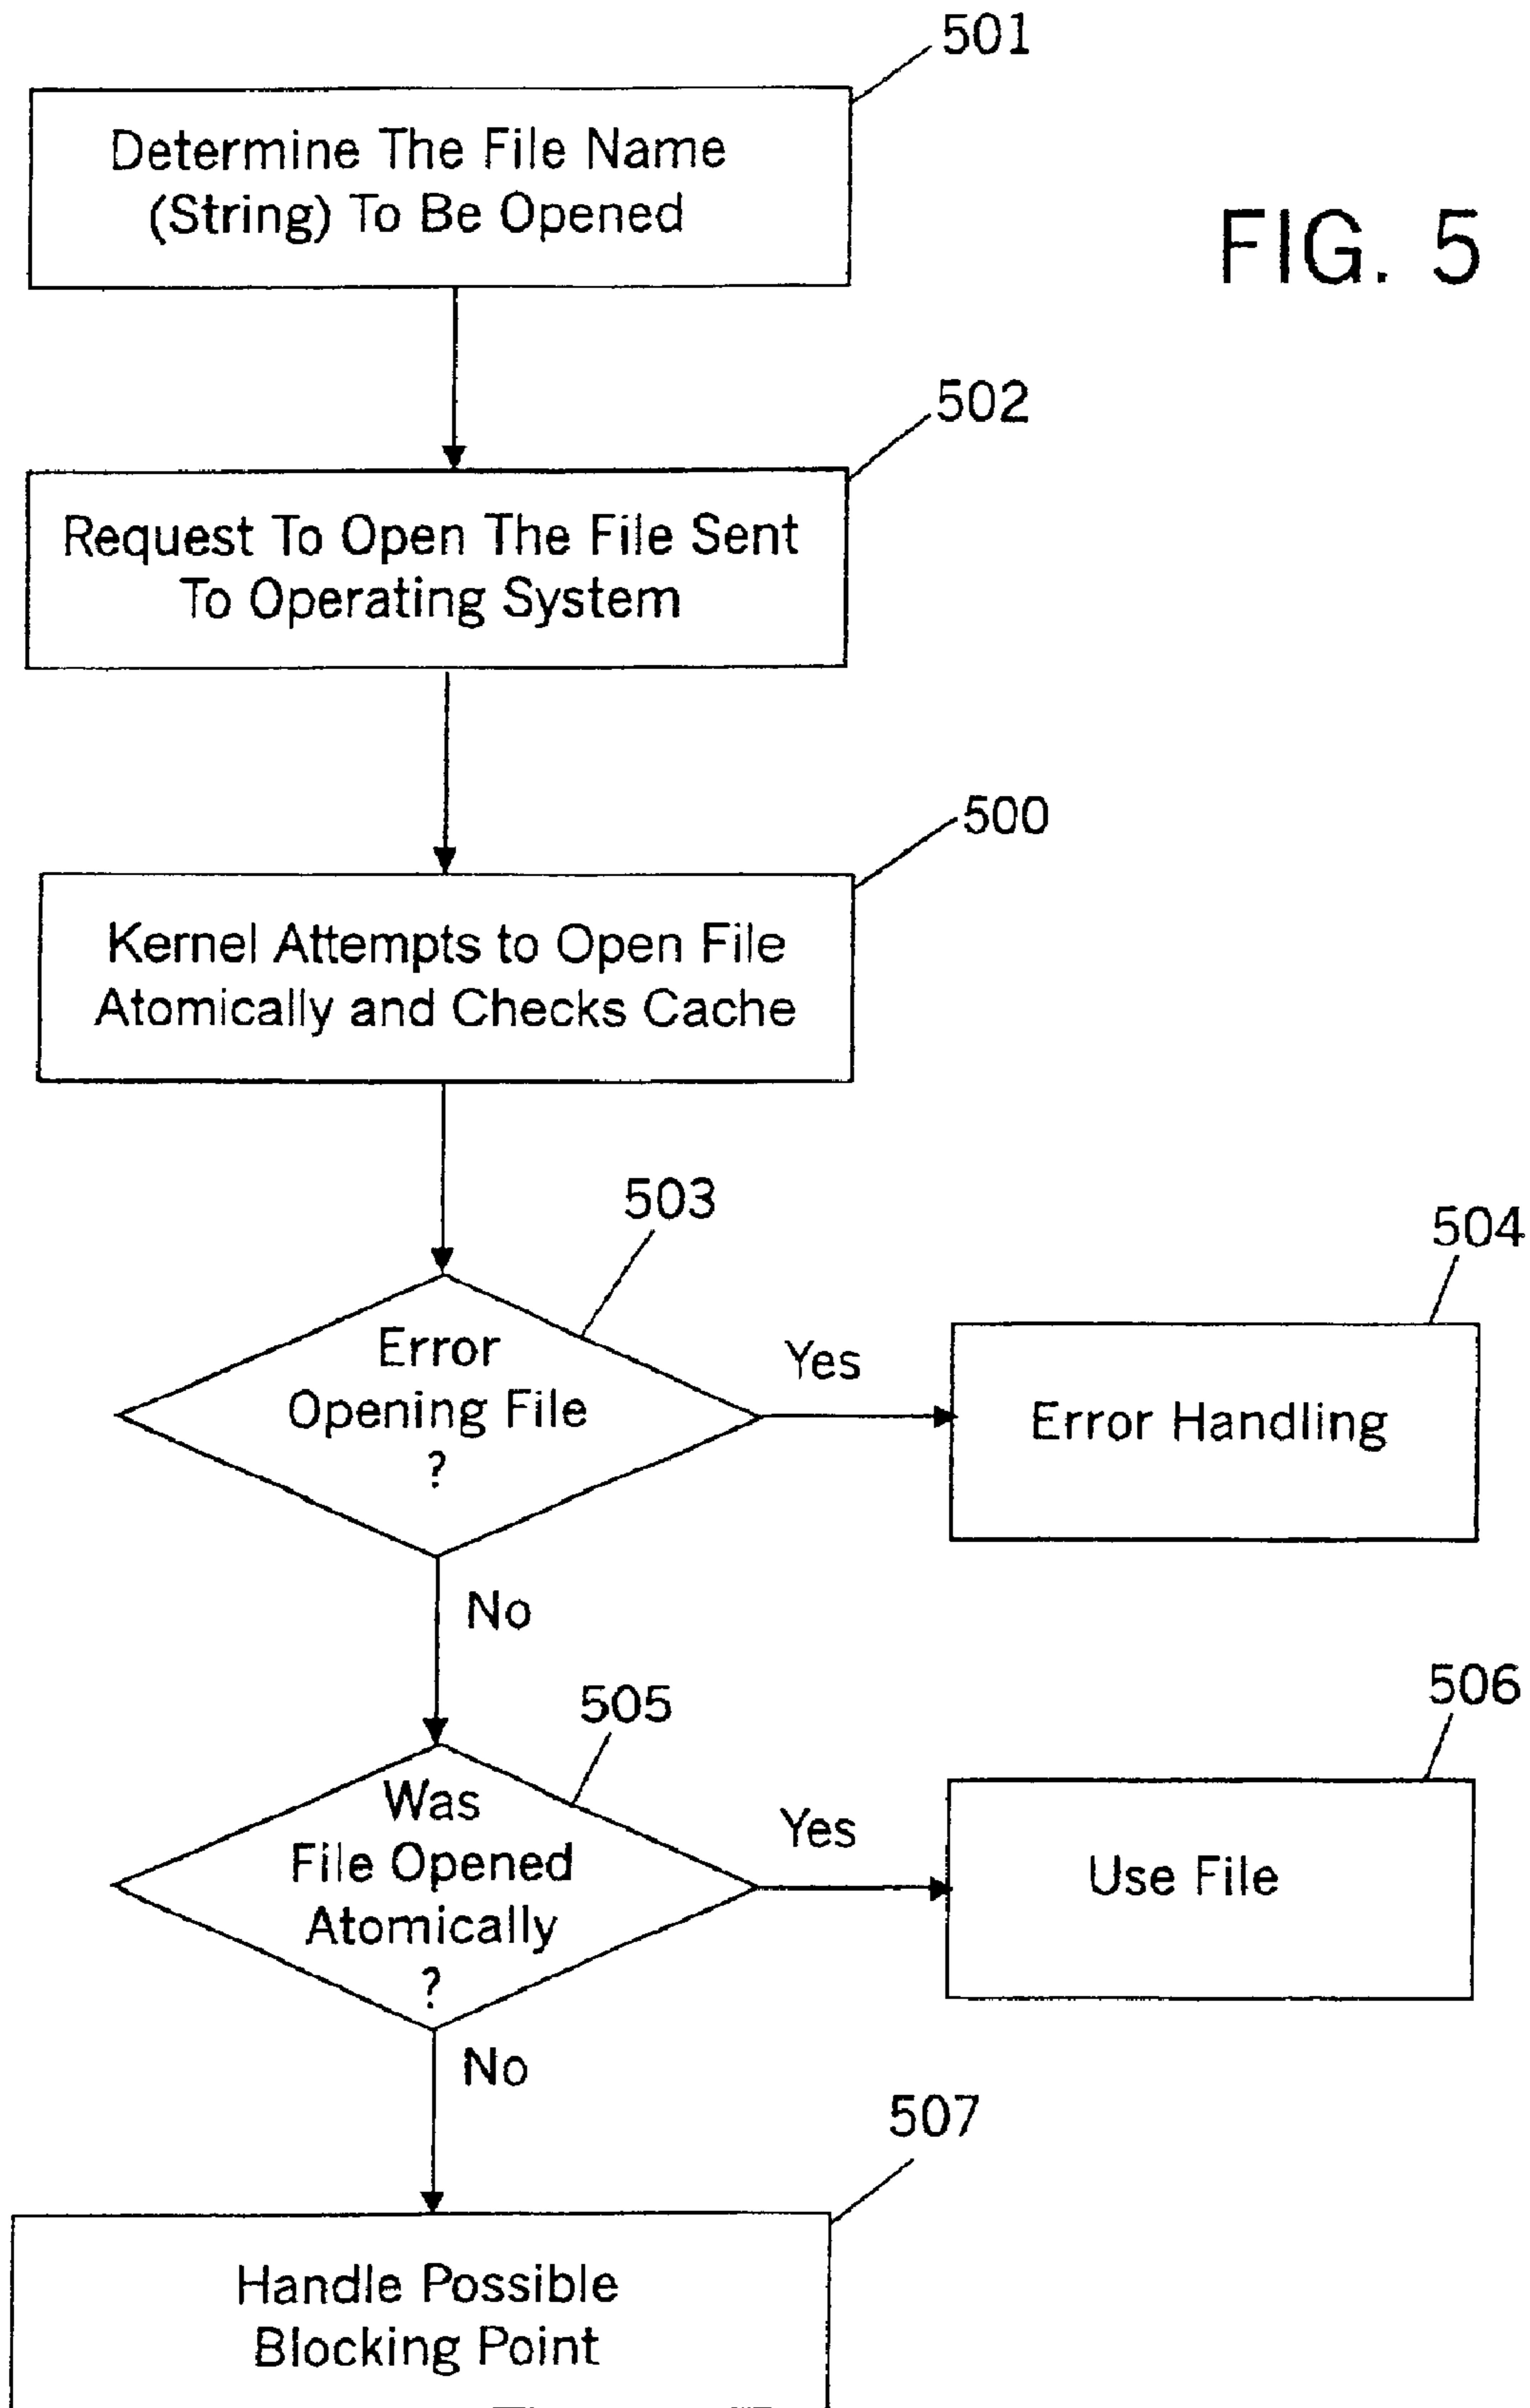 501
Determine The File Name
(String) To Be Opened
FIG. 5
502
Request To Open The File Sent
To Operating System
500
Kernel Attempts to Open File
Atomically and Checks Cache
503
Error
Opening File
?
Yes
504
Error Handling
No
505
Was
File Opened
Atomically
?
Yes
506
Use File
No
507
Handle Possible
Blocking Point